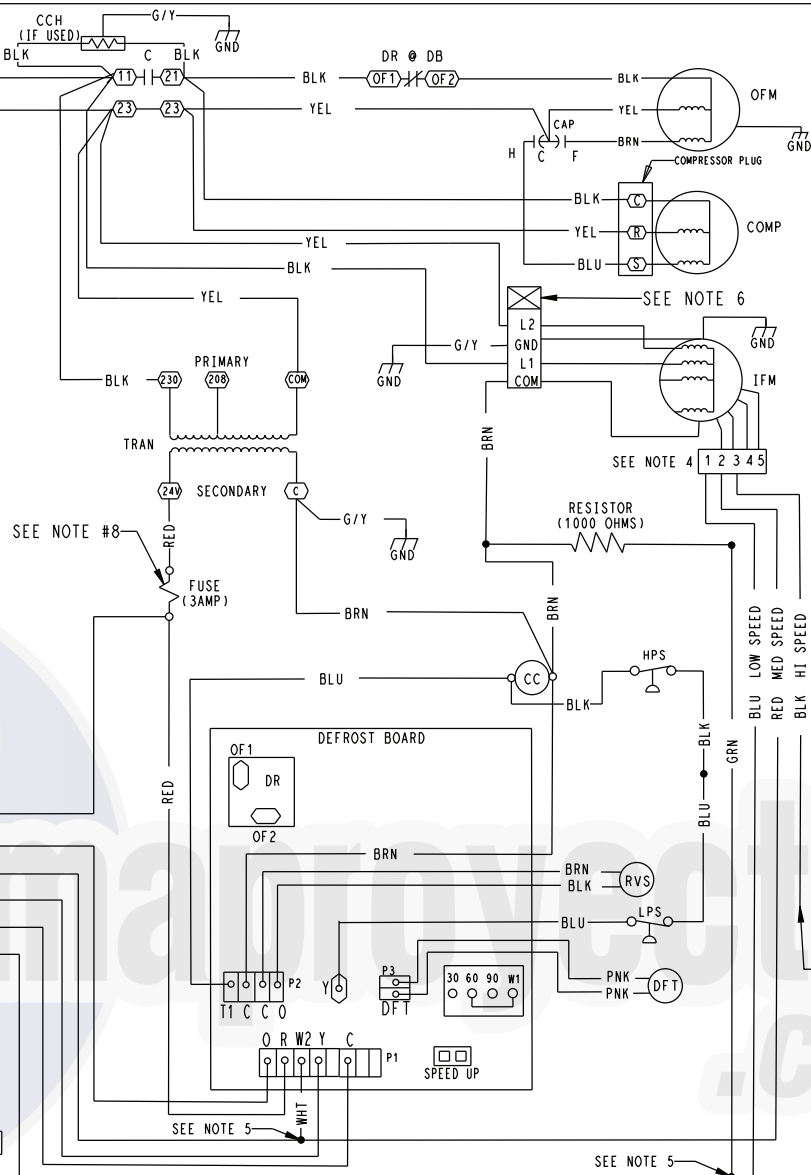 CCH
(IF USED)
G/Y
GND
BLK
C
BLK
11
21
BLK
DR @ DB
OF1
OF2
BLK
OFM
23
23
YEL
YEL
CAP
H
C
F
BRN
GND
COMPRESSOR PLUG
BLK
C
YEL
R
COMP
YEL
BLU
S
BLK
SEE NOTE 6
YEL
L2
G/Y
GND
GND
GND
L1
IFM
COM
PRIMARY
BLK
230
208
COM
BRN
TRAN
SEE NOTE 4
1 2 3 4 5
24V
SECONDARY
C
RED
G/Y
GND
RESISTOR
(1000 OHMS)
SEE NOTE #8
FUSE
(3AMP)
BRN
BRN
BLU LOW SPEED
RED MED SPEED
BLK HI SPEED
HPS
BLU
CC
BLK
BLK
GRN
DEFROST BOARD
OF1
DR
OF2
RED
BLU
BRN
BRN
BLK
RVS
BLU
LPS
P2
Y
P3
30 60 90 W1
PNK
PNK
DFT
T1 C C O
DFT
O R W2 Y C
P1
SPEED UP
WHT
SEE NOTE 5
SEE NOTE 5
maproyect
.c